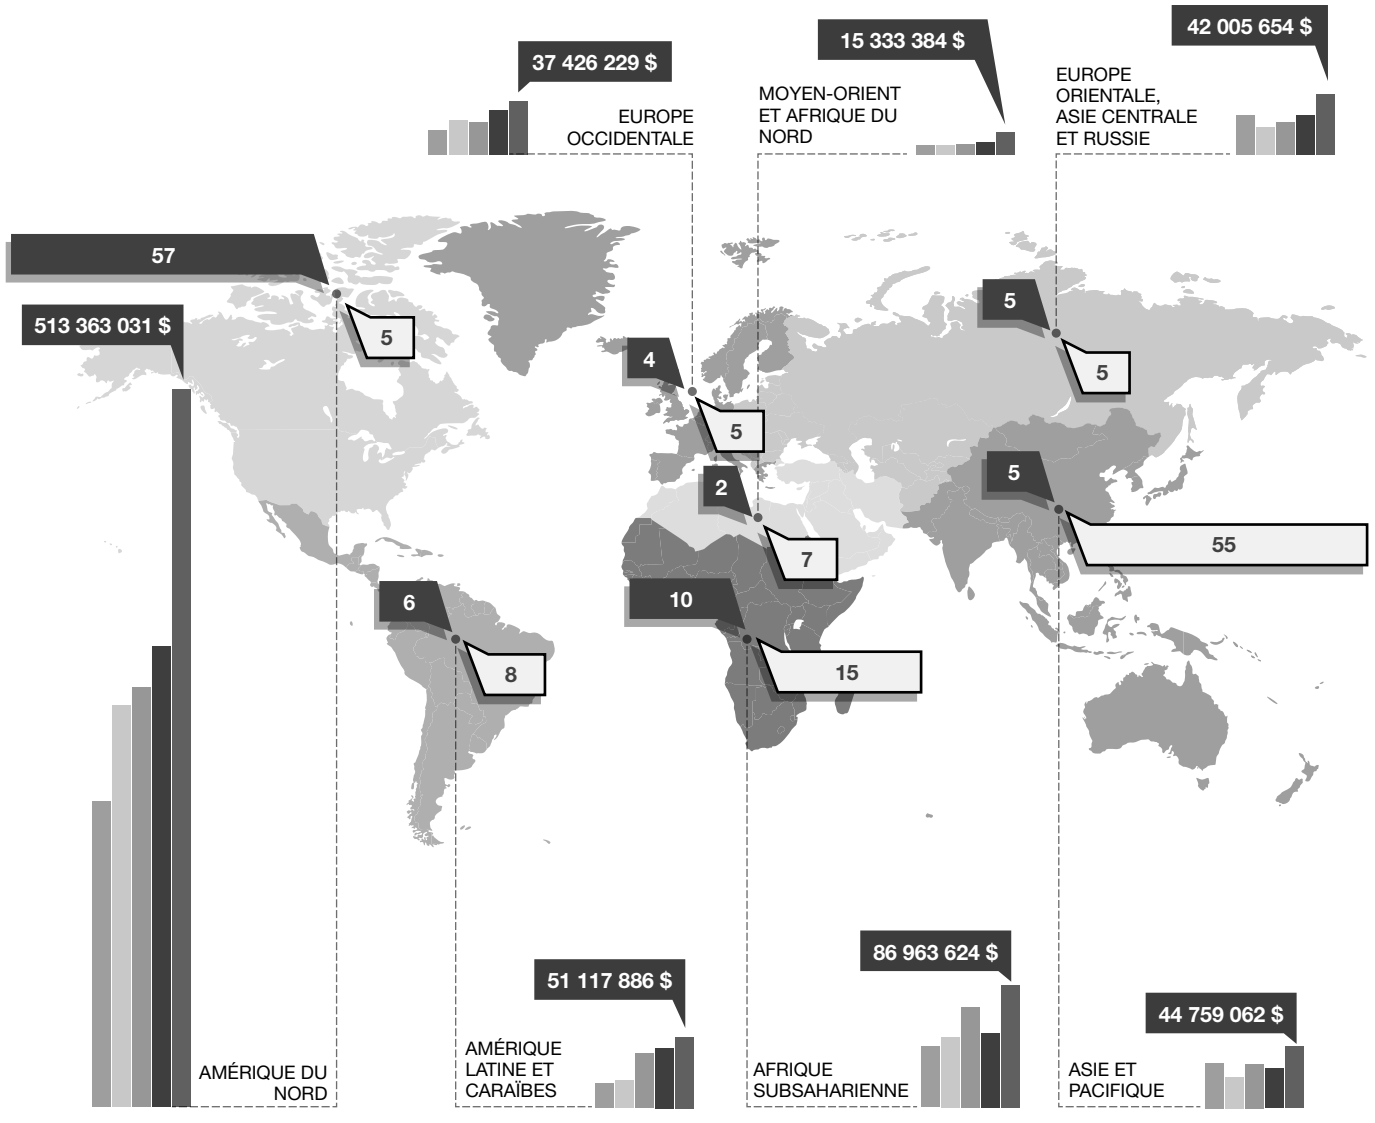 42 005 654 $
15 333 384 $
37 426 229 $
EUROPE
ORIENTALE,
ASIE CENTRALE
ET RUSSIE
MOYEN-ORIENT
ET AFRIQUE DU
NORD
EUROPE
OCCIDENTALE
57
5
513 363 031 $
5
4
5
5
5
2
55
7
6
10
8
15
86 963 624 $
51 117 886 $
44 759 062 $
AMÉRIQUE DU
NORD
AMÉRIQUE
LATINE ET
CARAÏBES
AFRIQUE
SUBSAHARIENNE
ASIE ET
PACIFIQUE